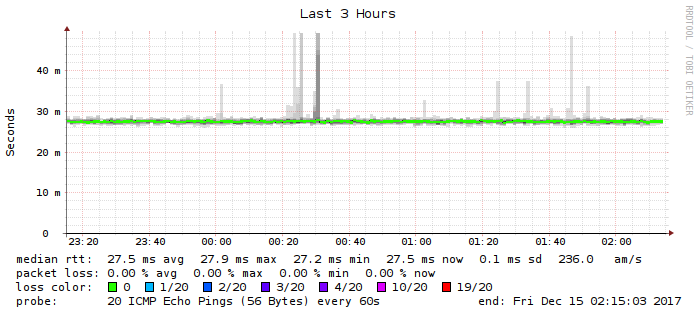 Last 3 Hours
RRDTOOL / TOBI OETIKER
Seconds
40 m
30 m
20 m
10 m
0
23:20 23:40 00:00 00:20 00:40 01:00 01:20 01:40 02:00
median rtt: 27.5 ms avg 27.9 ms max 27.2 ms min 27.5 ms now 0.1 ms sd 236.0 am/s
packet loss: 0.00 % avg 0.00 % max 0.00 % min 0.00 % now
loss color: 0 1/20 2/20 3/20 4/20 10/20 19/20
probe: 20 ICMP Echo Pings (56 Bytes) every 60s end: Fri Dec 15 02:15:03 2017